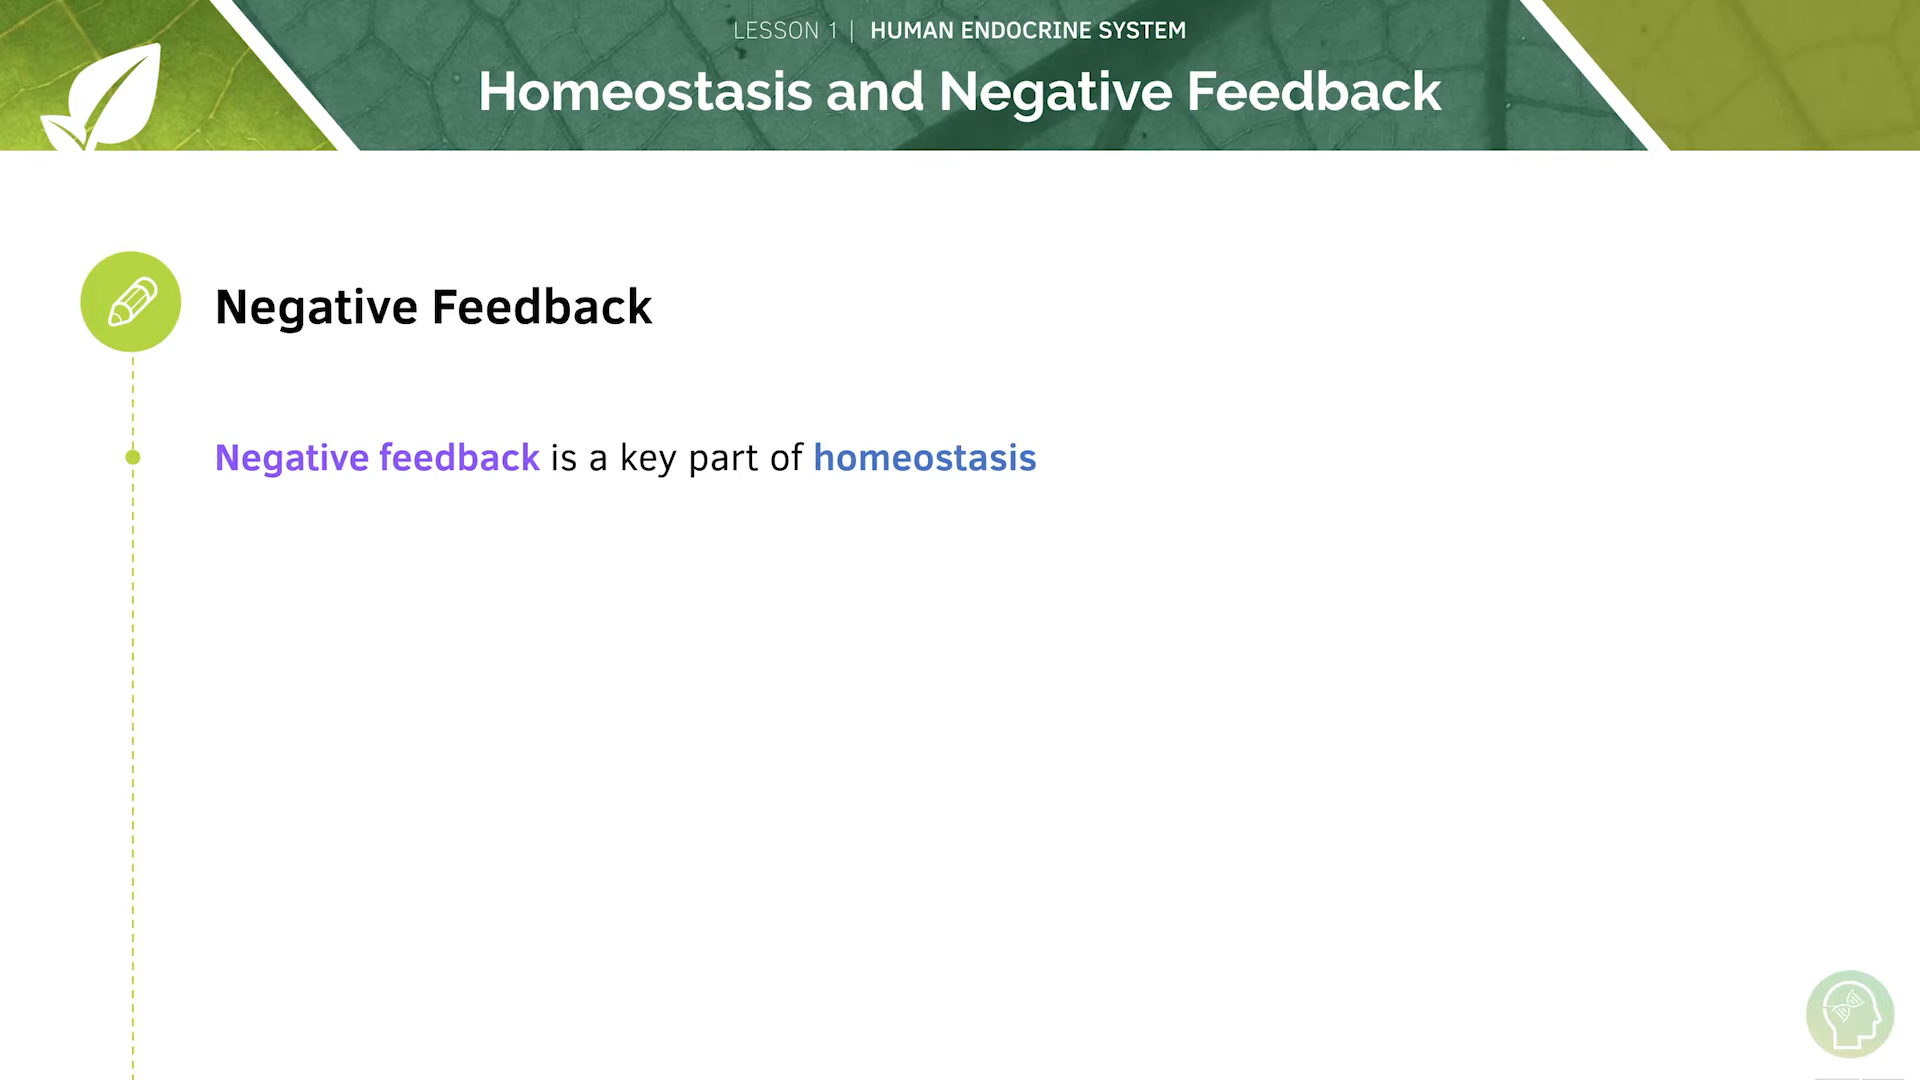 LESSON 1 | HUMAN ENDOCRINE SYSTEM
Homeostasis and Negative Feedback
Negative Feedback
Negative feedback is a key part of homeostasis